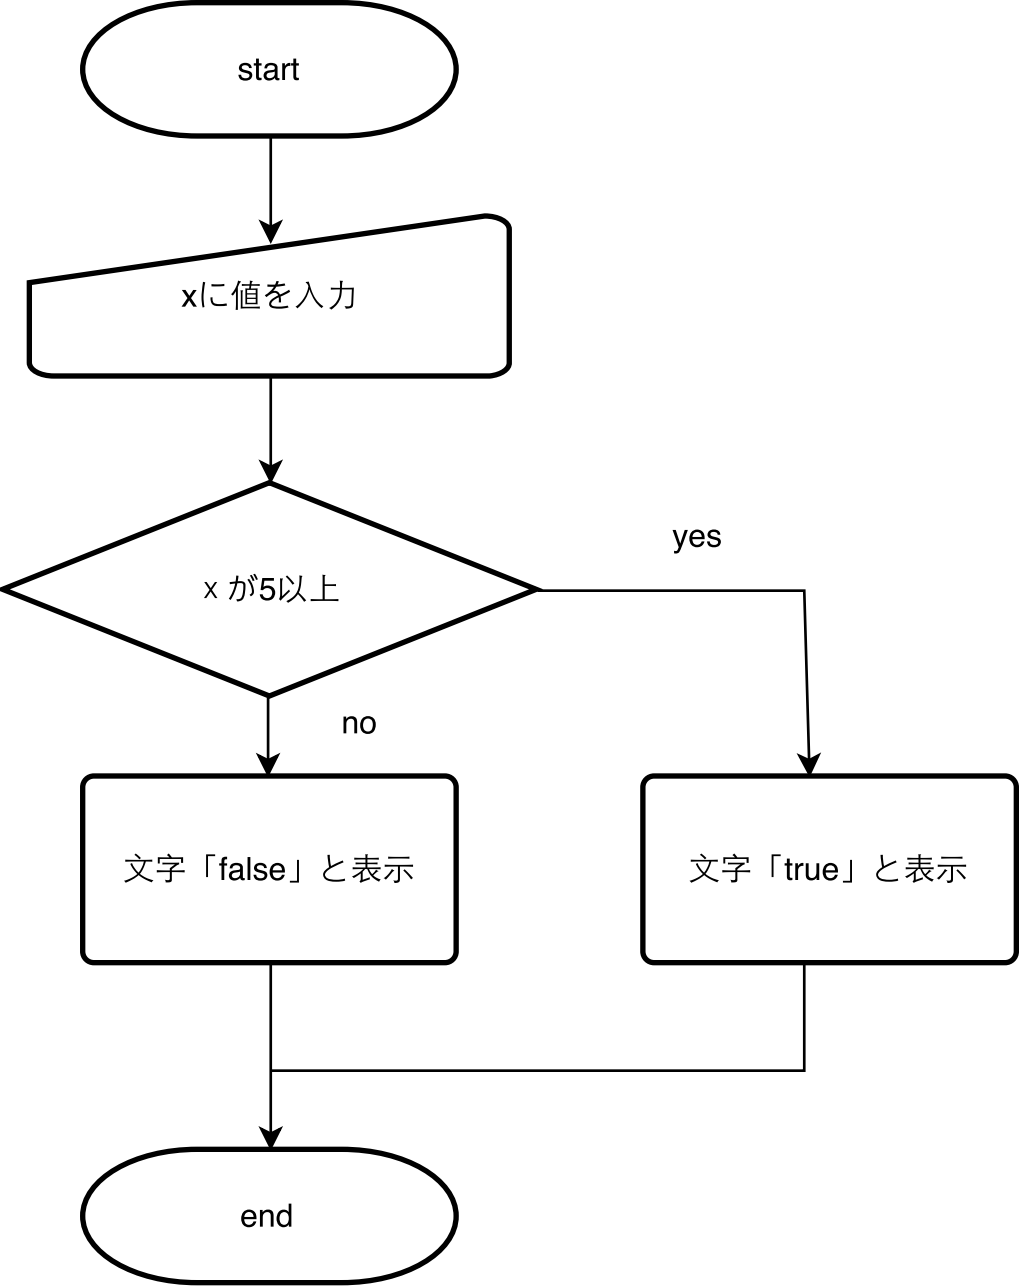 start
xに値を入力
x が5以上
yes
no
文字「false」と表示
文字「true」と表示
end